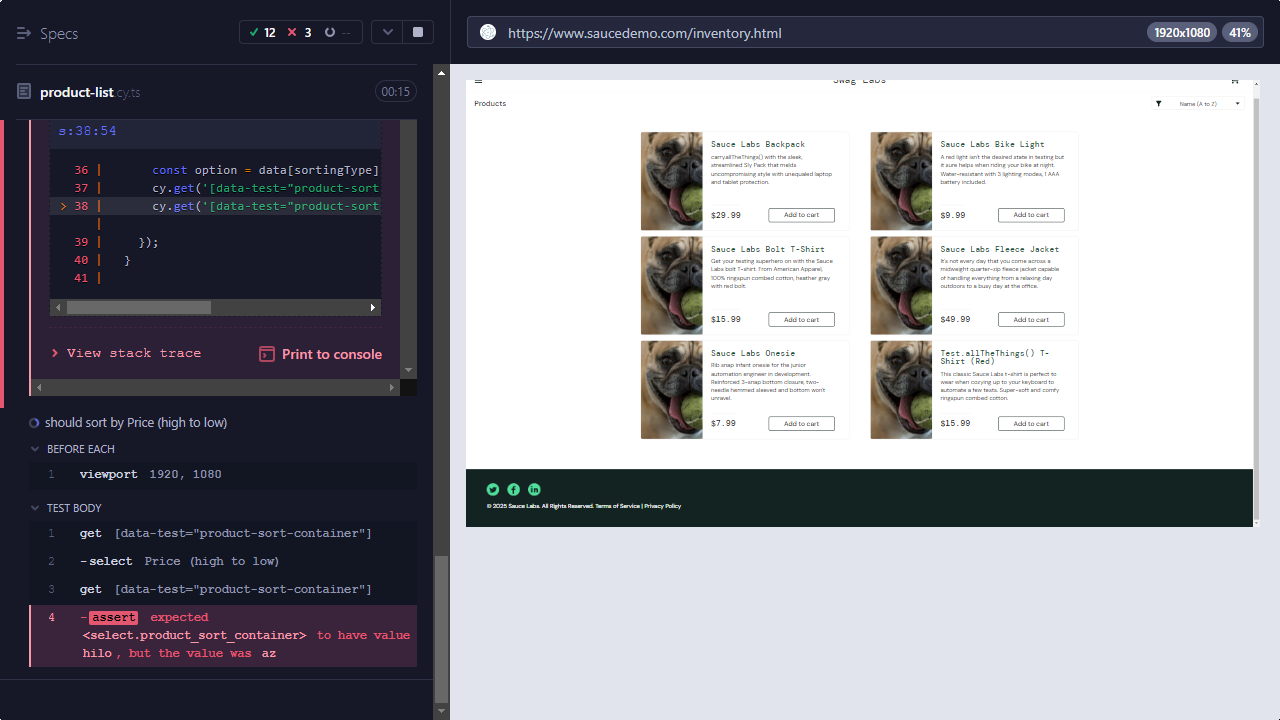 Specs
12
3
--
product-list.cy.ts
00:15
s:38:54
36 | const option = data.sortingType[
37 | cy.get('[data-test="product-sort
> 38 | cy.get('[data-test="product-sort
|
39 | });
40 | }
41 |
View stack trace
Print to console
should sort by Price (high to low)
BEFORE EACH
1 viewport 1920, 1080
TEST BODY
1 get [data-test="product-sort-container"]
2 -select Price (high to low)
3 get [data-test="product-sort-container"]
4 -assert expected
<select.product_sort_container> to have value
hilo, but the value was az
https://www.saucedemo.com/inventory.html
1920x1080
41%
Swag Labs
Products
Name (A to Z)
Sauce Labs Backpack
carry.allTheThings() with the sleek,
streamlined Sly Pack that melds
uncompromising style with unequaled laptop
and tablet protection.
$29.99
Add to cart
Sauce Labs Bike Light
A red light isn't the desired state in testing but
it sure helps when riding your bike at night.
Water-resistant with 3 lighting modes, 1 AAA
battery included.
$9.99
Add to cart
Sauce Labs Bolt T-Shirt
Get your testing superhero on with the Sauce
Labs bolt T-shirt. From American Apparel,
100% ringspun combed cotton, heather gray
with red bolt.
$15.99
Add to cart
Sauce Labs Fleece Jacket
It's not every day that you come across a
midweight quarter-zip fleece jacket capable
of handling everything from a relaxing day
outdoors to a busy day at the office.
$49.99
Add to cart
Sauce Labs Onesie
Rib snap infant onesie for the junior
automation engineer in development.
Reinforced 3-snap bottom closure, two-
needle hemmed sleeved and bottom won't
unravel.
$7.99
Add to cart
Test.allTheThings() T-
Shirt (Red)
This classic Sauce Labs t-shirt is perfect to
wear when cozying up to your keyboard to
automate a few tests. Super-soft and comfy
ringspun combed cotton.
$15.99
Add to cart
© 2025 Sauce Labs. All Rights Reserved. Terms of Service | Privacy Policy